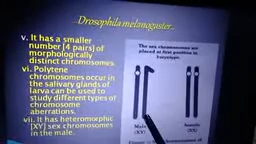 Drosophila melanogaster..
v. It has a smaller
number [4 pairs] of
morphologically
distinct chromosomes.
vi. Polytene
chromosomes occur in
the salivary glands of
larva can be used to
study different types of
chromosome
aberrations.
vii. It has heteromorphic
[XY] sex chromosomes
in the male.
The sex chromosomes are
placed at first position in
Male
(XY)
(XX)